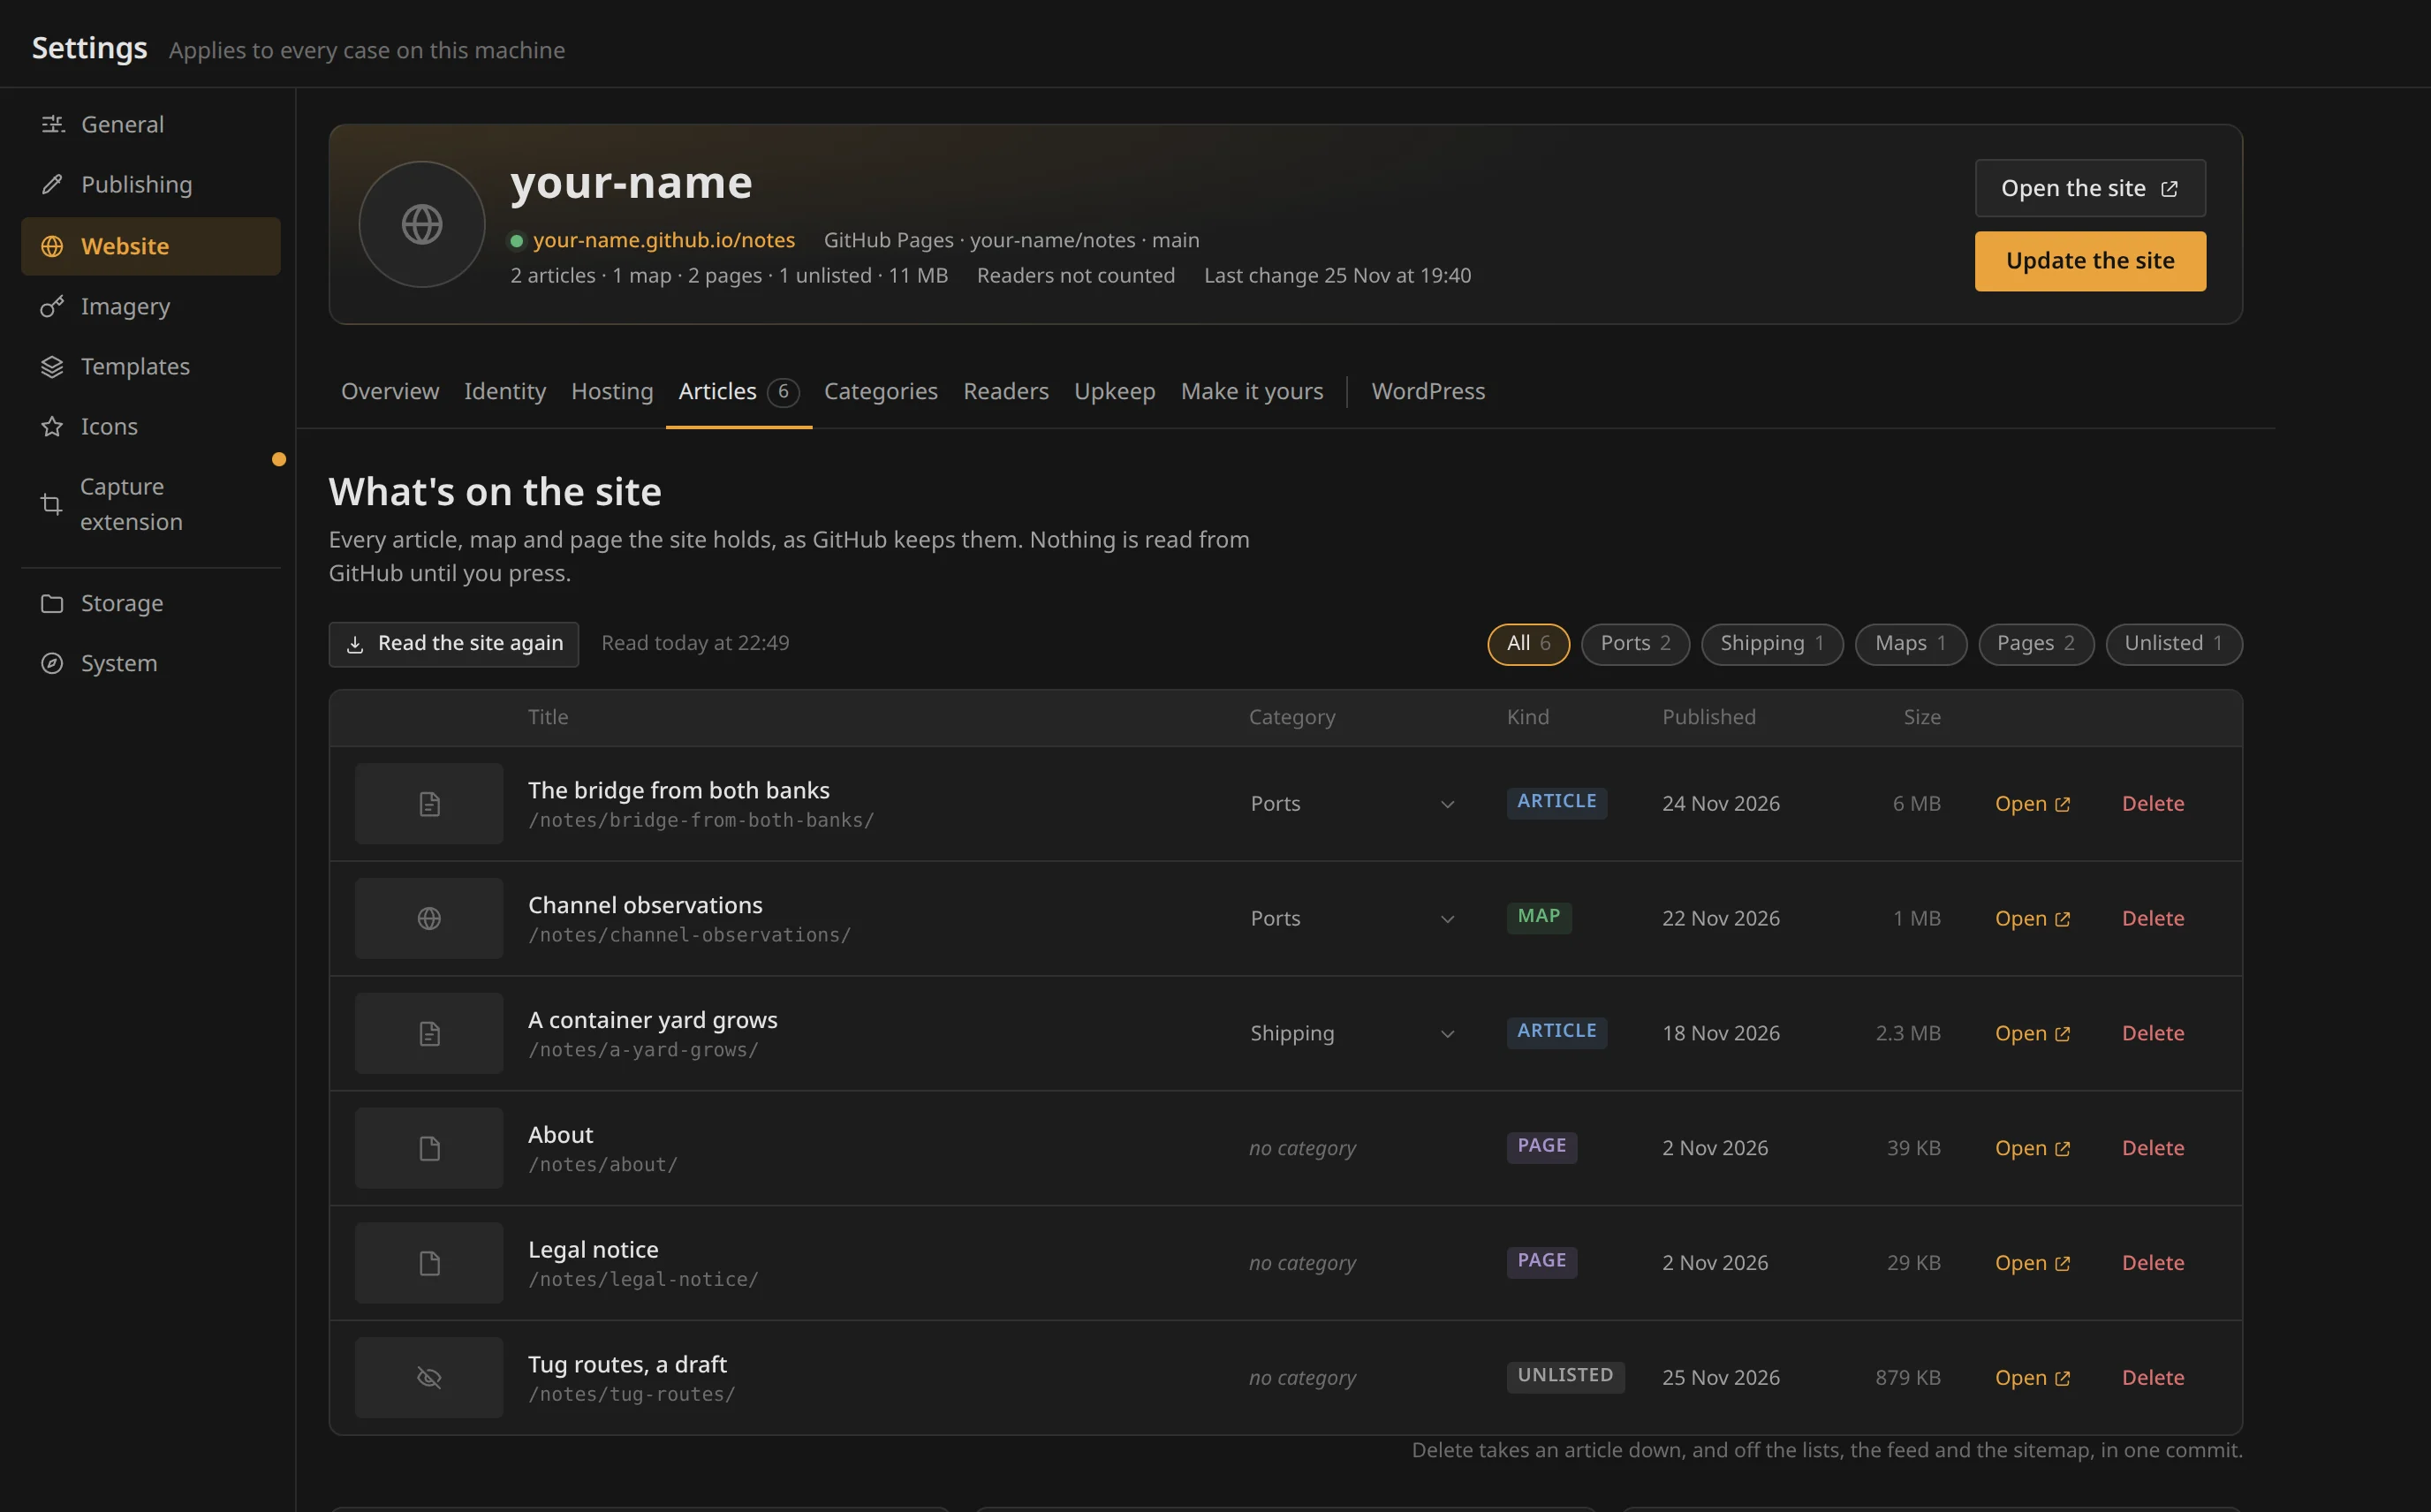 Settings Applies to every case on this machine
General
Publishing
Website
Imagery
Templates
Icons
Capture
extension
Storage
System
your-name
your-name.github.io/notes GitHub Pages · your-name/notes · main
2 articles · 1 map · 2 pages · 1 unlisted · 11 MB Readers not counted Last change 25 Nov at 19:40
Open the site
Update the site
Overview Identity Hosting Articles 6 Categories Readers Upkeep Make it yours WordPress
What's on the site
Every article, map and page the site holds, as GitHub keeps them. Nothing is read from
GitHub until you press.
Read the site again Read today at 22:49 All 6 Ports 2 Shipping 1 Maps 1 Pages 2 Unlisted 1
Title Category Kind Published Size
The bridge from both banks
/notes/bridge-from-both-banks/
Ports ARTICLE 24 Nov 2026 6 MB Open Delete
Channel observations
/notes/channel-observations/
Ports MAP 22 Nov 2026 1 MB Open Delete
A container yard grows
/notes/a-yard-grows/
Shipping ARTICLE 18 Nov 2026 2.3 MB Open Delete
About
/notes/about/
no category PAGE 2 Nov 2026 39 KB Open Delete
Legal notice
/notes/legal-notice/
no category PAGE 2 Nov 2026 29 KB Open Delete
Tug routes, a draft
/notes/tug-routes/
no category UNLISTED 25 Nov 2026 879 KB Open Delete
Delete takes an article down, and off the lists, the feed and the sitemap, in one commit.